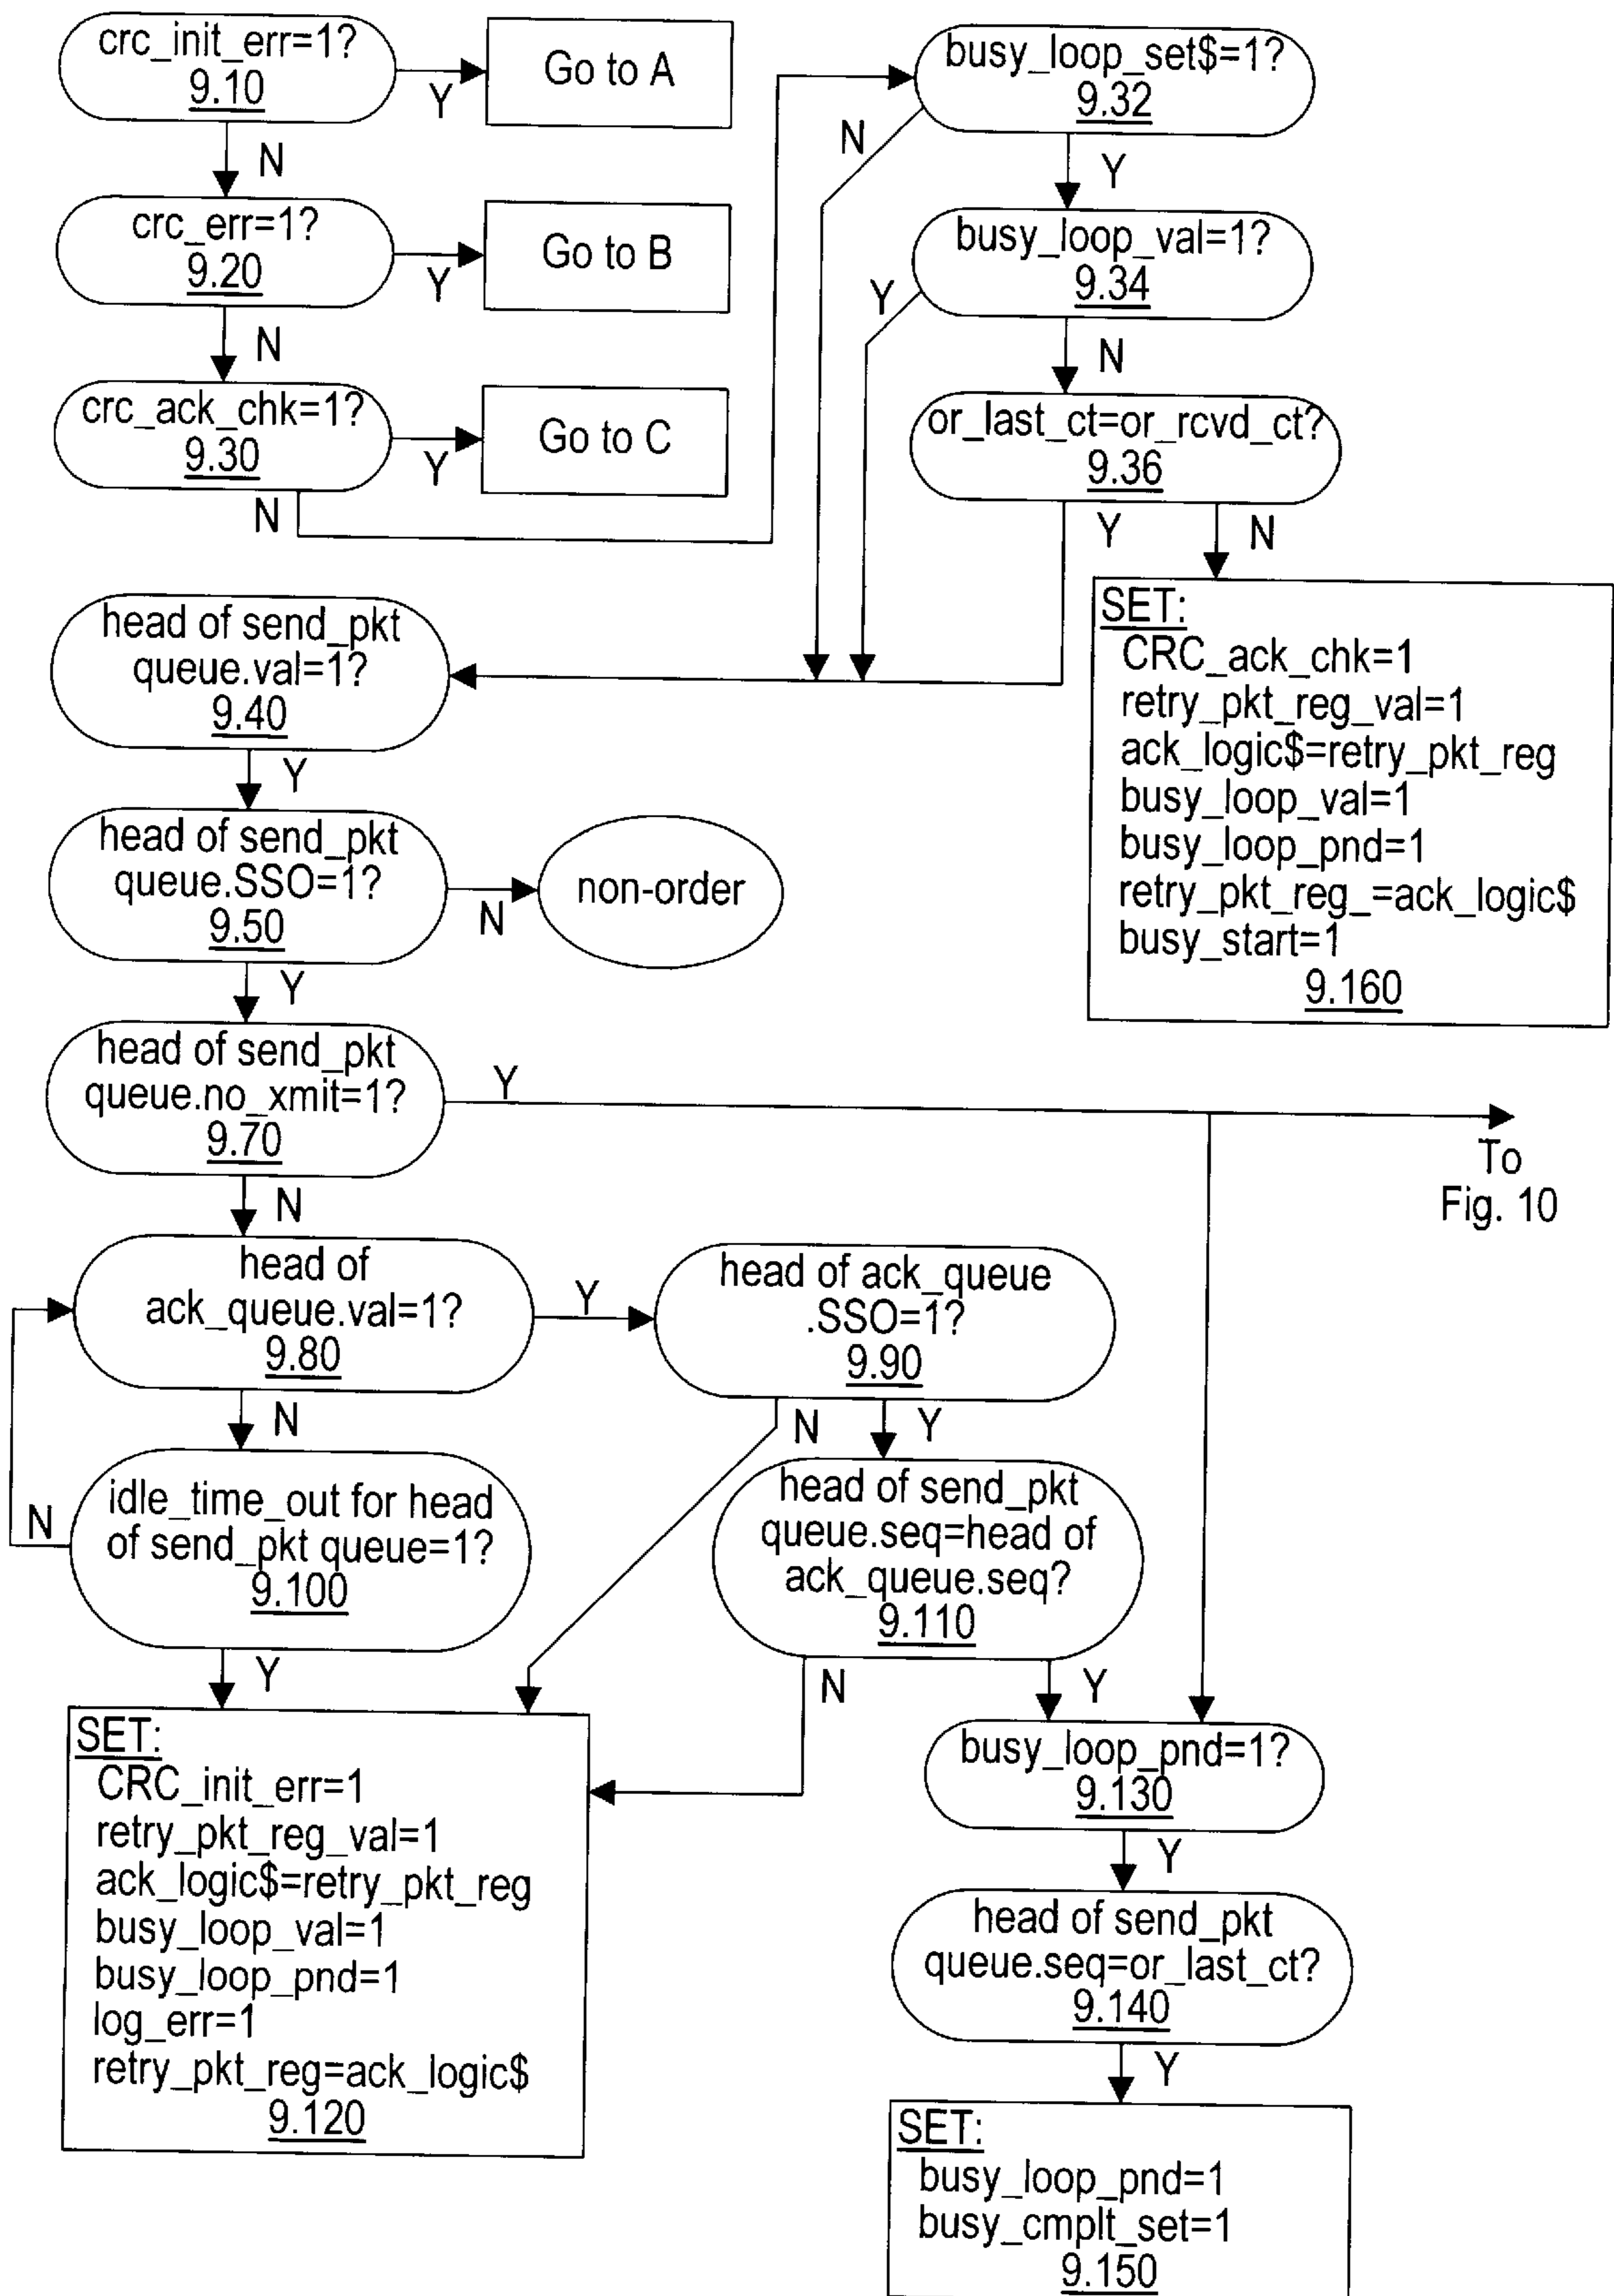 crc_init_err=1?
9.10
Y
Go to A
N
crc_err=1?
9.20
Y
Go to B
N
crc_ack_chk=1?
9.30
Y
Go to C
N
busy_loop_set$=1?
9.32
N
Y
busy_loop_val=1?
9.34
Y
N
or_last_ct=or_rcvd_ct?
9.36
Y
N
SET:
CRC_ack_chk=1
retry_pkt_reg_val=1
ack_logic$=retry_pkt_reg
busy_loop_val=1
busy_loop_pnd=1
retry_pkt_reg_=ack_logic$
busy_start=1
9.160
head of send_pkt
queue.val=1?
9.40
Y
head of send_pkt
queue.SSO=1?
9.50
N
non-order
Y
head of send_pkt
queue.no_xmit=1?
9.70
Y
To
Fig. 10
N
head of
ack_queue.val=1?
9.80
Y
N
head of ack_queue
.SSO=1?
9.90
N
Y
idle_time_out for head
of send_pkt queue=1?
9.100
N
Y
head of send_pkt
queue.seq=head of
ack_queue.seq?
9.110
N
Y
SET:
CRC_init_err=1
retry_pkt_reg_val=1
ack_logic$=retry_pkt_reg
busy_loop_val=1
busy_loop_pnd=1
log_err=1
retry_pkt_reg=ack_logic$
9.120
busy_loop_pnd=1?
9.130
Y
head of send_pkt
queue.seq=or_last_ct?
9.140
Y
SET:
busy_loop_pnd=1
busy_cmplt_set=1
9.150